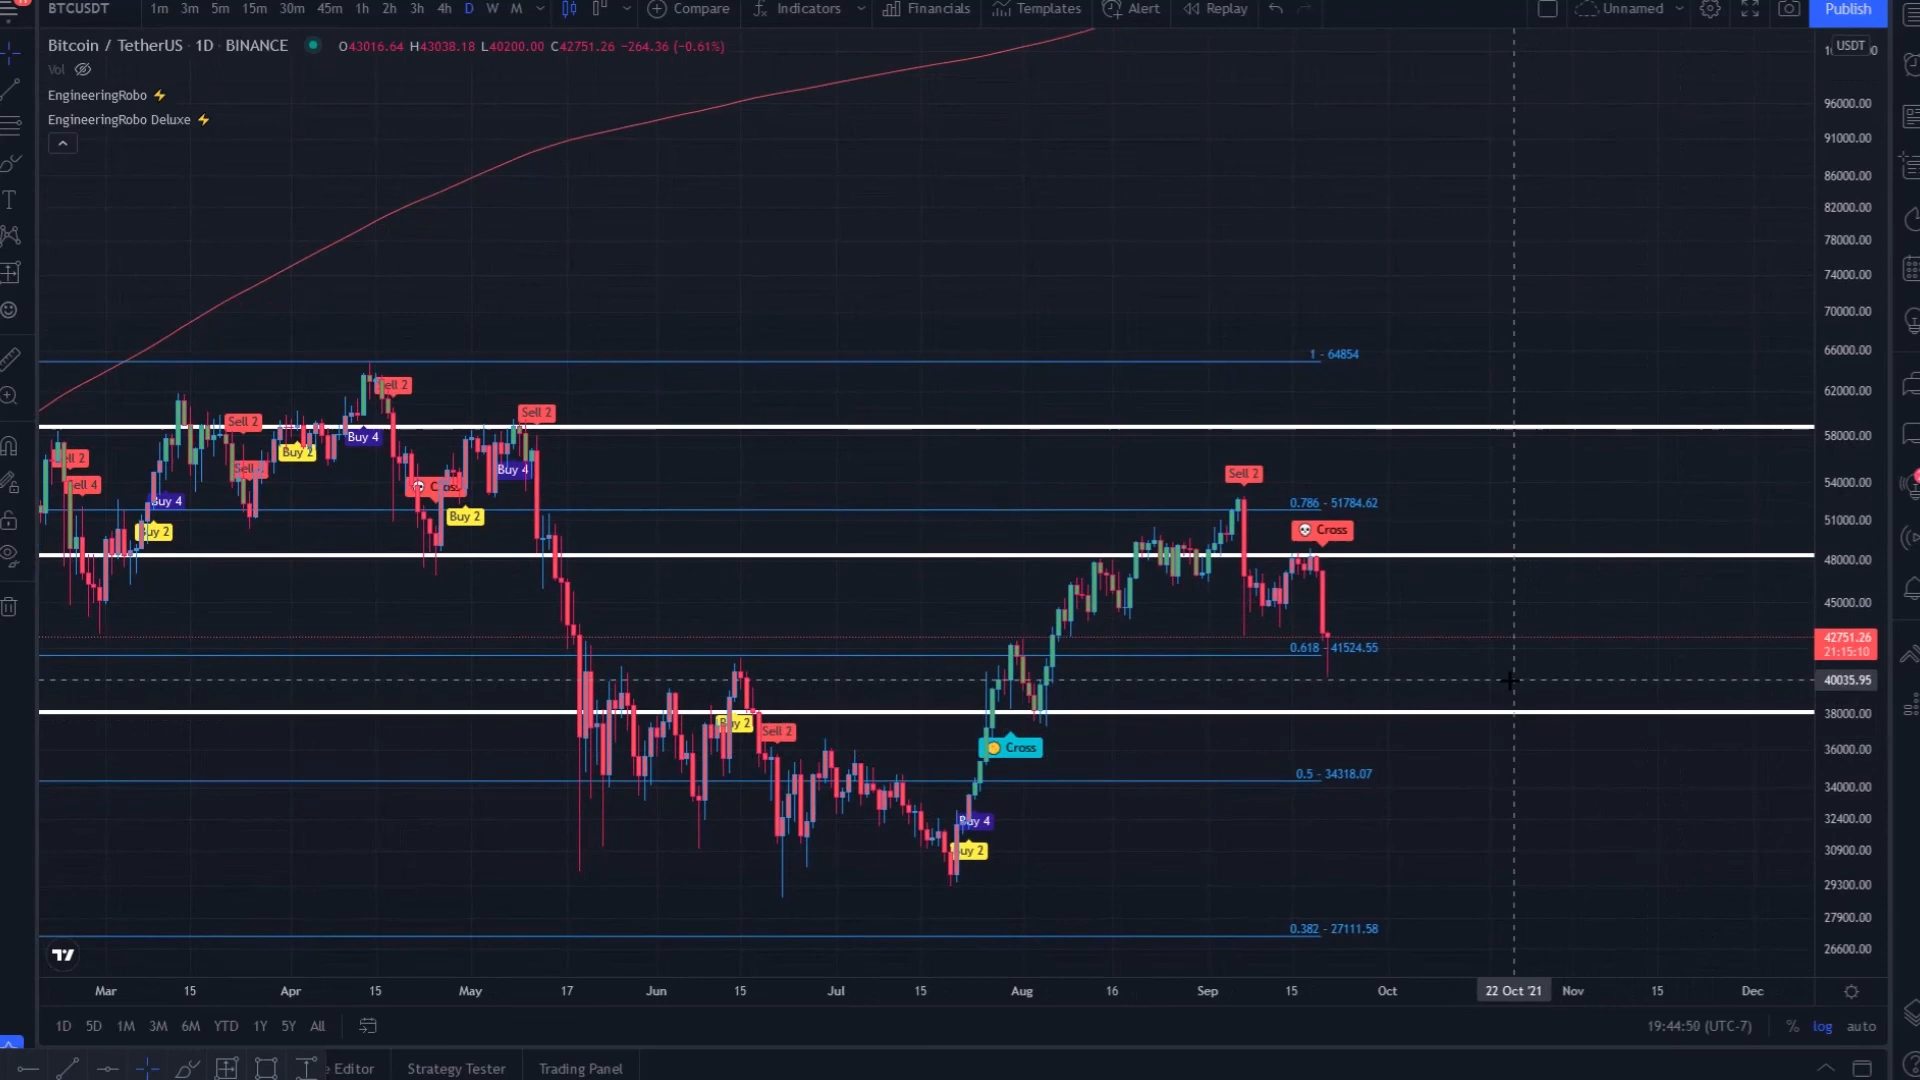 BTCUSDT 1m 3m 5m 15m 30m 45m 1h 2h 3h 4h D W M Compare Indicators Financials Templates Alert Replay Unnamed Publish
Bitcoin / TetherUS · 1D · BINANCE O43016.64 H43038.18 L40200.00 C42751.26 −264.36 (−0.61%)
Vol
EngineeringRobo
EngineeringRobo Deluxe
USDT
96000.00
91000.00
86000.00
82000.00
78000.00
74000.00
70000.00
66000.00
62000.00
58000.00
54000.00
51000.00
48000.00
45000.00
42751.26
21:15:10
40035.95
38000.00
36000.00
34000.00
32400.00
30900.00
29300.00
27900.00
26600.00
1 - 64854
Sell 2
Sell 2
Sell 2
Buy 4
Buy 2
Buy 4
Sell 2
Cross
Buy 4
Buy 2
Buy 2
0.786 - 51784.62
Cross
0.618 - 41524.55
Buy 2
Sell 2
Cross
0.5 - 34318.07
Buy 4
Buy 2
0.382 - 27111.58
Mar 15 Apr 15 May 17 Jun 15 Jul 15 Aug 16 Sep 15 Oct 22 Oct '21 Nov 15 Dec
1D 5D 1M 3M 6M YTD 1Y 5Y All 19:44:50 (UTC-7) % log auto
e Editor Strategy Tester Trading Panel